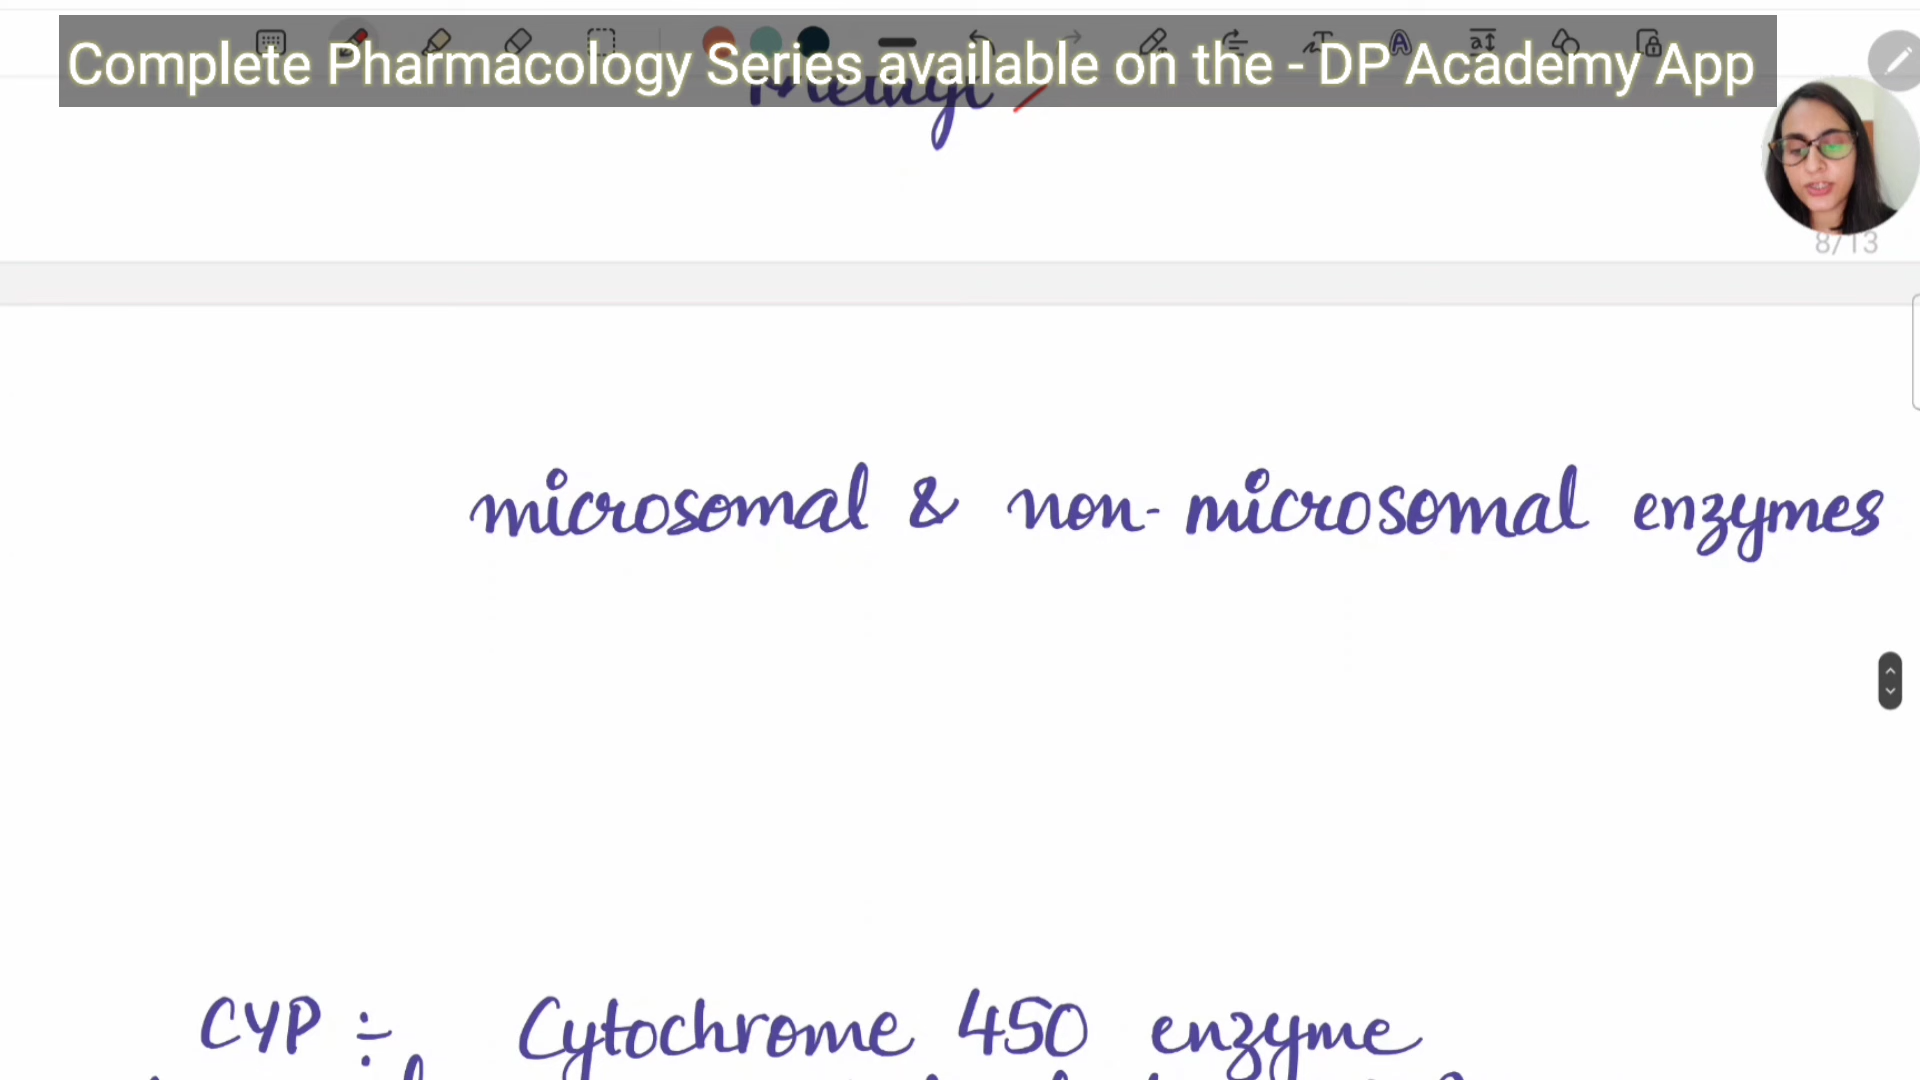 Complete Pharmacology Series available on the - DP Academy App
8/13
microsomal & non-microsomal enzymes
CYP ÷ Cytochrome 450 enzyme